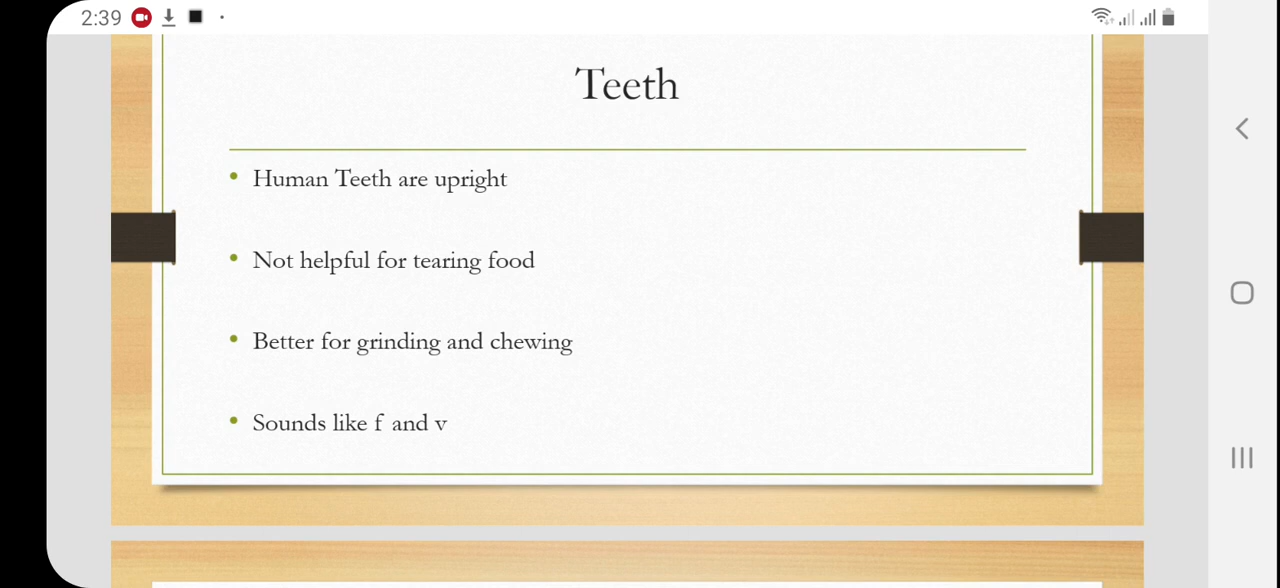 2:39
Teeth
• Human Teeth are upright
• Not helpful for tearing food
• Better for grinding and chewing
• Sounds like f and v